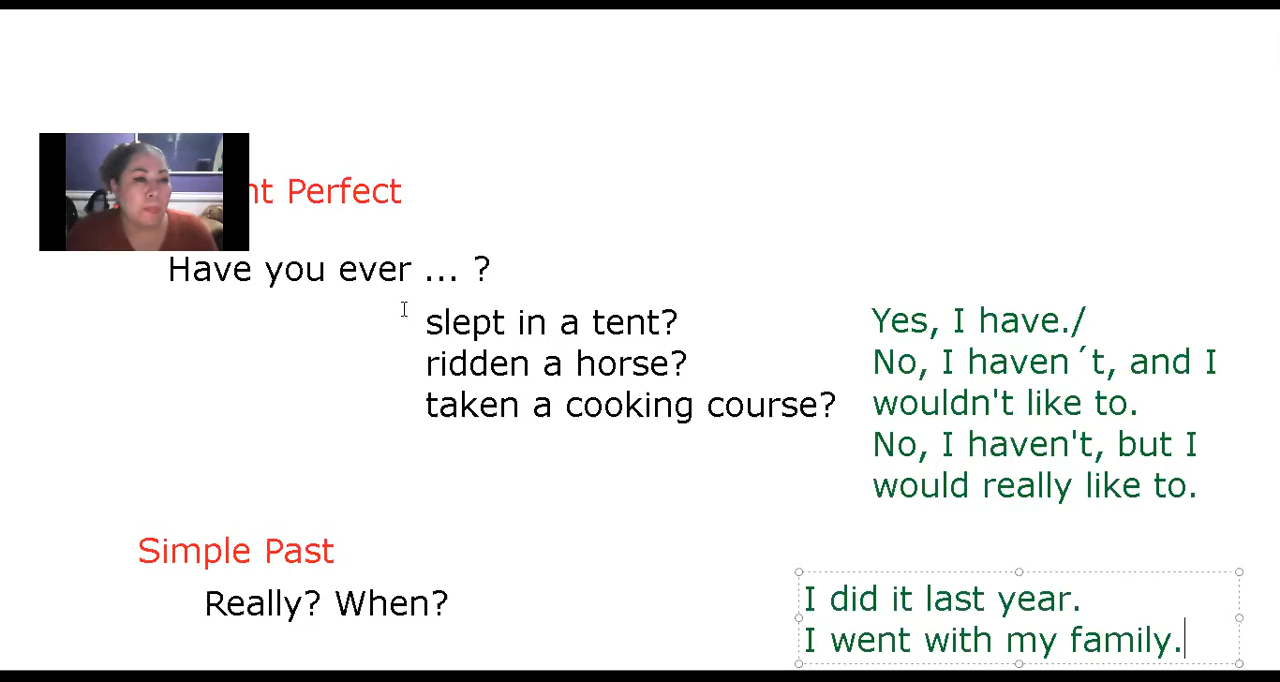 Perfect
Have you ever ... ?
slept in a tent?
ridden a horse?
taken a cooking course?
Yes, I have./
No, I haven´t, and I
wouldn't like to.
No, I haven't, but I
would really like to.
Simple Past
Really? When?
I did it last year.
I went with my family.